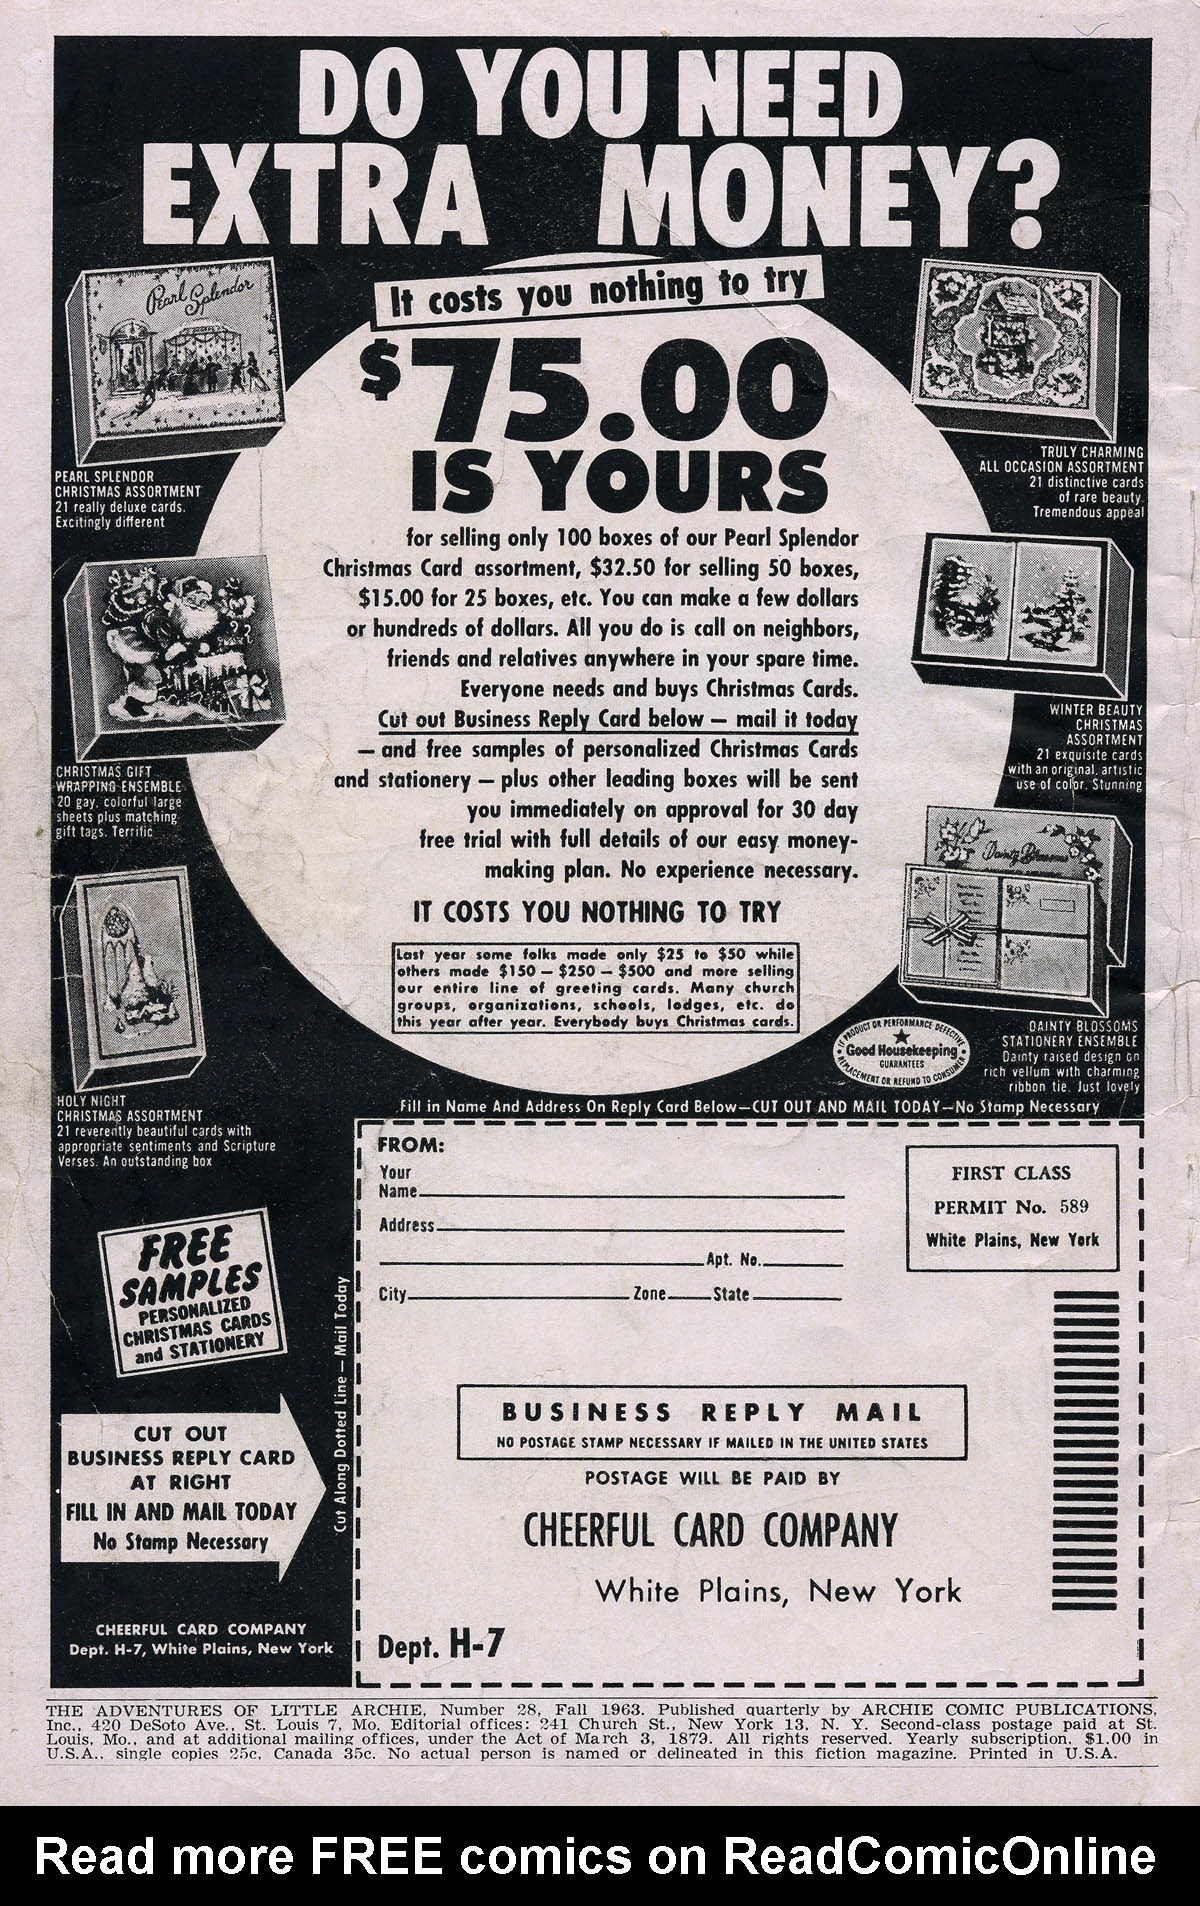 DO YOU NEED
EXTRA MONEY?
It costs you nothing to try
$75.00
IS YOURS
for selling only 100 boxes of our Pearl Splendor
Christmas Card assortment, $32.50 for selling 50 boxes,
$15.00 for 25 boxes, etc. You can make a few dollars
or hundreds of dollars. All you do is call on neighbors,
friends and relatives anywhere in your spare time.
Everyone needs and buys Christmas Cards.
Cut out Business Reply Card below — mail it today
— and free samples of personalized Christmas Cards
and stationery — plus other leading boxes will be sent
you immediately on approval for 30 day
free trial with full details of our easy money-
making plan. No experience necessary.
IT COSTS YOU NOTHING TO TRY
Last year some folks made only $25 to $50 while
others made $150 — $250 — $500 and more selling
our entire line of greeting cards. Many church
groups, organizations, schools, lodges, etc. do
this year after year. Everybody buys Christmas cards.
Pearl Splendor
PEARL SPLENDOR
CHRISTMAS ASSORTMENT
21 really deluxe cards.
Excitingly different
CHRISTMAS GIFT
WRAPPING ENSEMBLE
20 gay, colorful large
sheets plus matching
gift tags. Terrific
HOLY NIGHT
CHRISTMAS ASSORTMENT
21 reverently beautiful cards with
appropriate sentiments and Scripture
Verses. An outstanding box
TRULY CHARMING
ALL OCCASION ASSORTMENT
21 distinctive cards
of rare beauty.
Tremendous appeal
WINTER BEAUTY
CHRISTMAS
ASSORTMENT
21 exquisite cards
with an original, artistic
use of color. Stunning
Dainty Blossoms
DAINTY BLOSSOMS
STATIONERY ENSEMBLE
Dainty raised design on
rich vellum with charming
ribbon tie. Just lovely
IF PRODUCT OR PERFORMANCE DEFECTIVE
Good Housekeeping
GUARANTEES
REPLACEMENT OR REFUND TO CONSUMER
Fill in Name And Address On Reply Card Below—CUT OUT AND MAIL TODAY—No Stamp Necessary
FREE
SAMPLES
PERSONALIZED
CHRISTMAS CARDS
and STATIONERY
CUT OUT
BUSINESS REPLY CARD
AT RIGHT
FILL IN AND MAIL TODAY
No Stamp Necessary
CHEERFUL CARD COMPANY
Dept. H-7, White Plains, New York
Cut Along Dotted Line — Mail Today
FROM:
Your
Name
Address
Apt. No.
City Zone State
FIRST CLASS
PERMIT No. 589
White Plains, New York
BUSINESS REPLY MAIL
NO POSTAGE STAMP NECESSARY IF MAILED IN THE UNITED STATES
POSTAGE WILL BE PAID BY
CHEERFUL CARD COMPANY
White Plains, New York
Dept. H-7
THE ADVENTURES OF LITTLE ARCHIE, Number 28, Fall 1963. Published quarterly by ARCHIE COMIC PUBLICATIONS,
Inc., 420 DeSoto Ave., St. Louis 7, Mo. Editorial offices: 241 Church St., New York 13, N. Y. Second-class postage paid at St.
Louis, Mo., and at additional mailing offices, under the Act of March 3, 1879. All rights reserved. Yearly subscription, $1.00 in
U.S.A., single copies 25c, Canada 35c. No actual person is named or delineated in this fiction magazine. Printed in U.S.A.
Read more FREE comics on ReadComicOnline